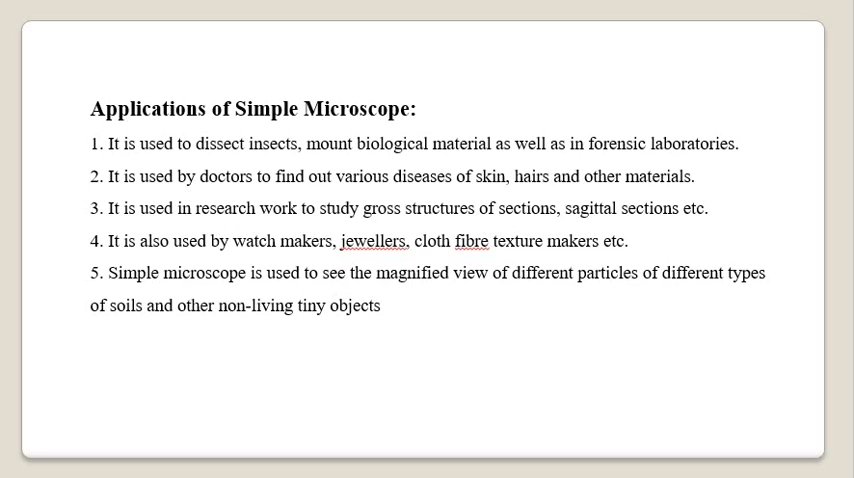 Applications of Simple Microscope:
1. It is used to dissect insects, mount biological material as well as in forensic laboratories.
2. It is used by doctors to find out various diseases of skin, hairs and other materials.
3. It is used in research work to study gross structures of sections, sagittal sections etc.
4. It is also used by watch makers, jewellers, cloth fibre texture makers etc.
5. Simple microscope is used to see the magnified view of different particles of different types
of soils and other non-living tiny objects